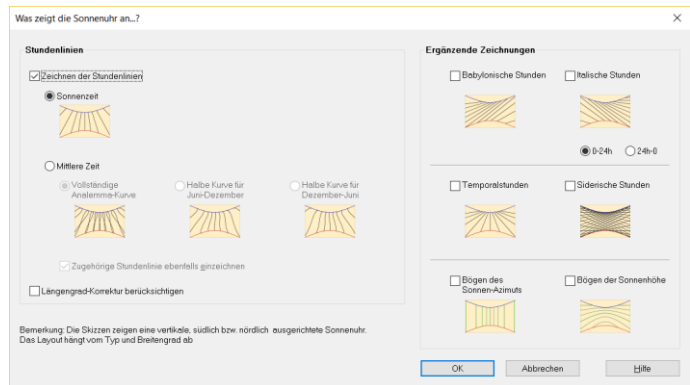 Was zeigt die Sonnenuhr an...?
Stundenlinien
Zeichnen der Stundenlinien
Sonnenzeit
Mittlere Zeit
Vollständige
Analemma-Kurve
Halbe Kurve für
Juni-Dezember
Halbe Kurve für
Dezember-Juni
Zugehörige Stundenlinie ebenfalls einzeichnen
Längengrad-Korrektur berücksichtigen
Bemerkung: Die Skizzen zeigen eine vertikale, südlich bzw. nördlich ausgerichtete Sonnenuhr.
Das Layout hängt vom Typ und Breitengrad ab
Ergänzende Zeichnungen
Babylonische Stunden
Italische Stunden
0-24h
24h-0
Temporalstunden
Siderische Stunden
Bögen des
Sonnen-Azimuts
Bögen der Sonnenhöhe
OK
Abbrechen
Hilfe